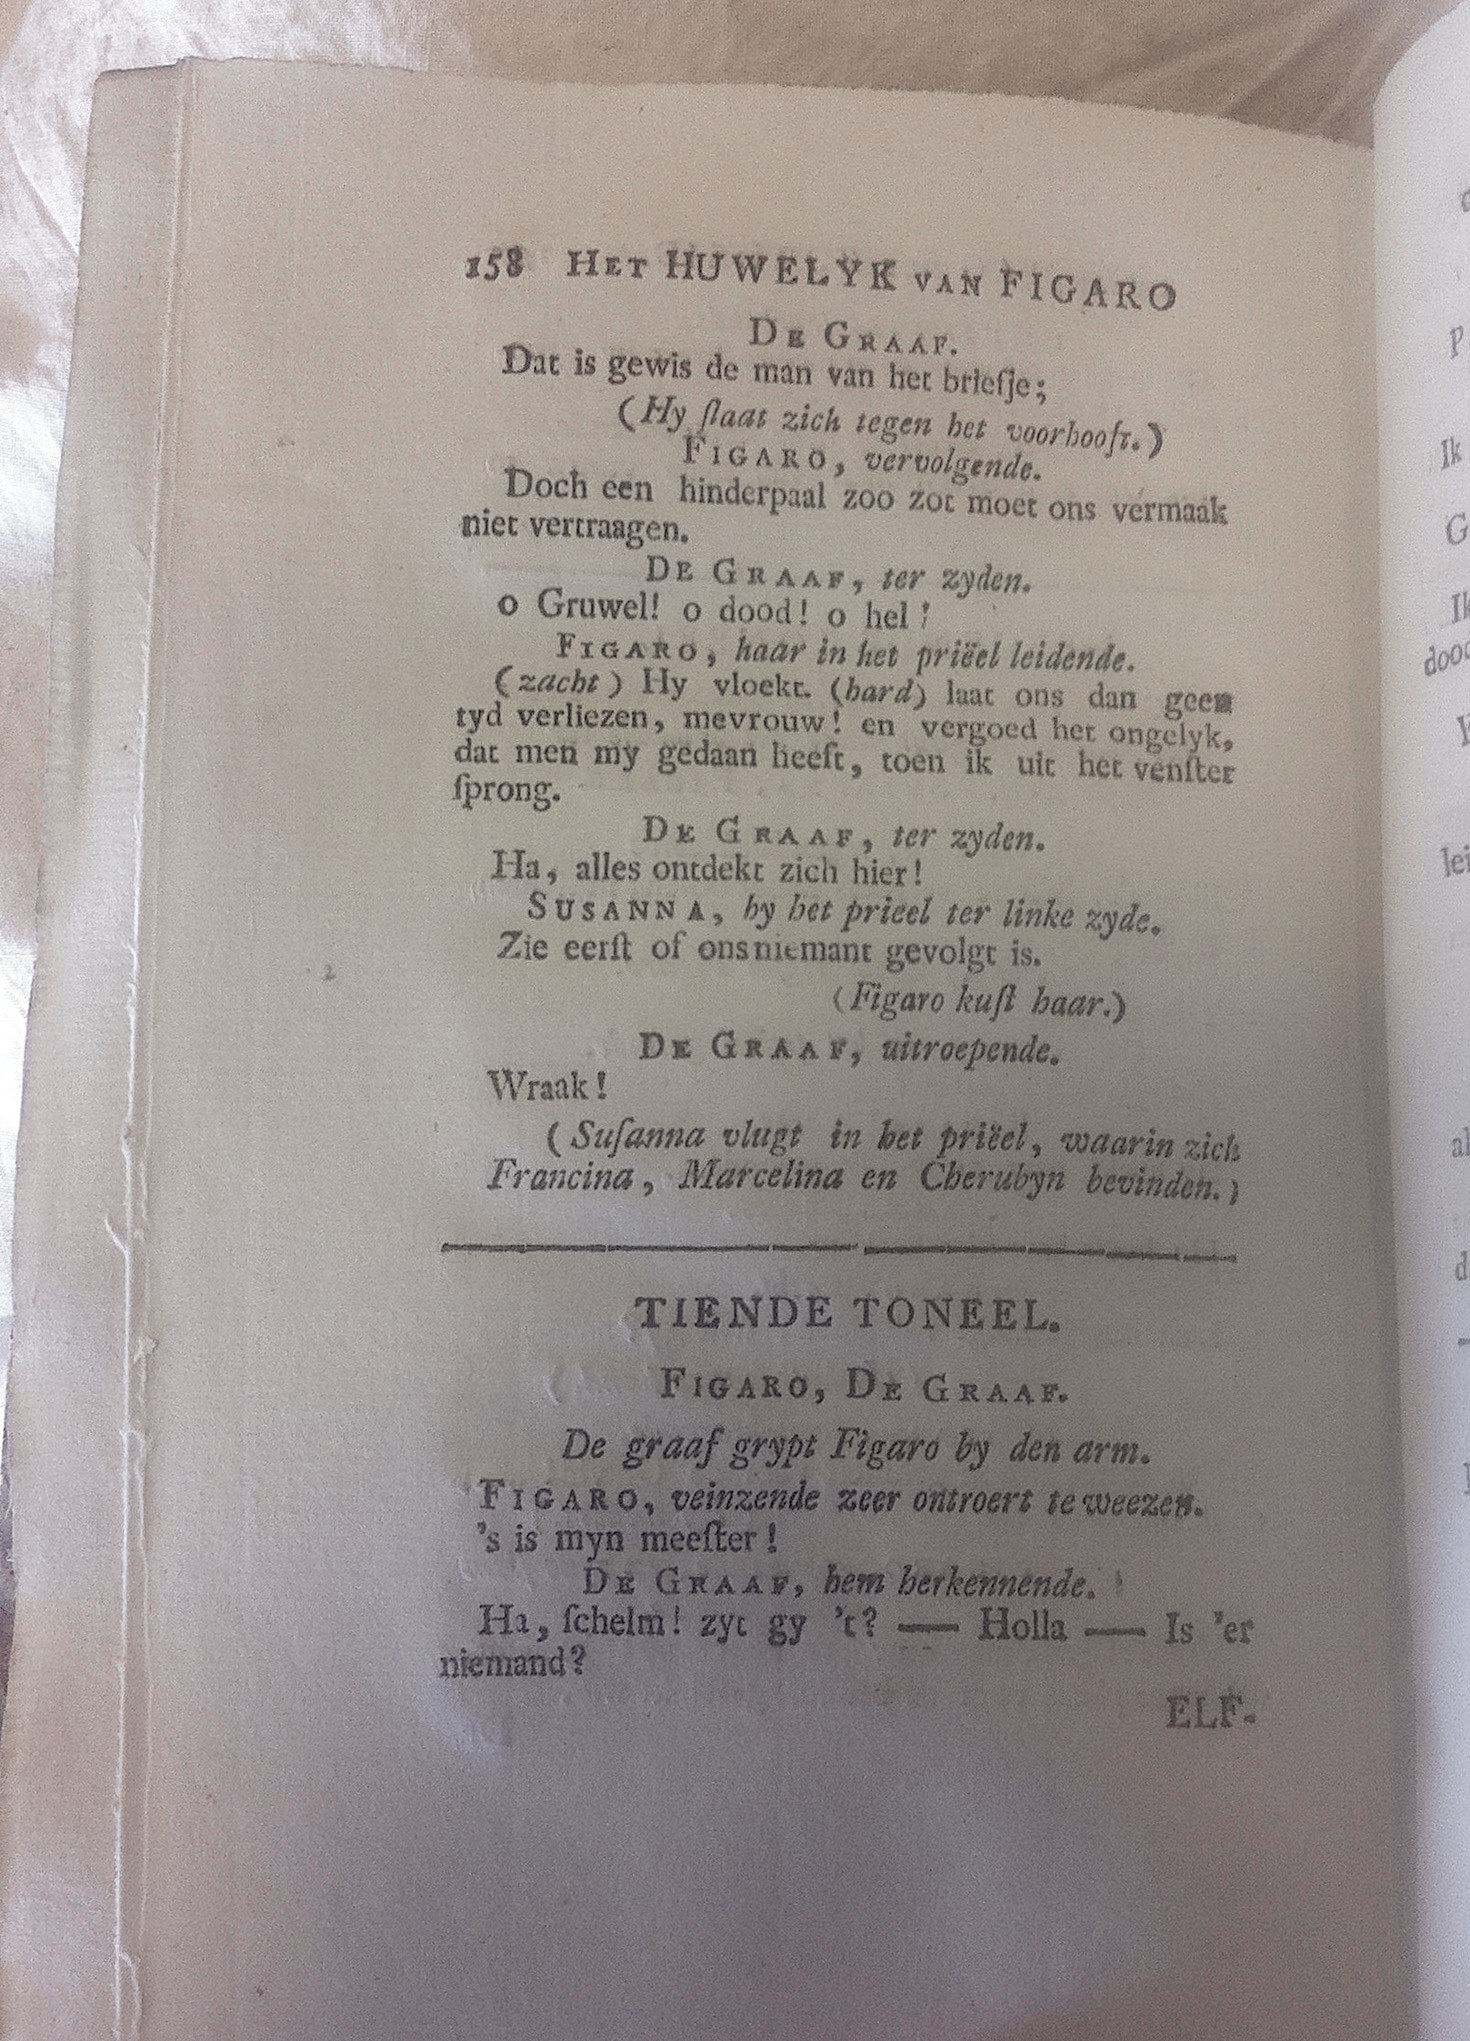 158 HET HUWELYK VAN FIGARO
DE GRAAF.
Dat is gewis de man van het briefje;
(Hy ſlaat zich tegen het voorhooft.)
FIGARO, vervolgende.
Doch een hinderpaal zoo zot moet ons vermaak
niet vertraagen.
DE GRAAF, ter zyden.
o Gruwel! o dood! o hel!
FIGARO, haar in het priëel leidende.
(zacht) Hy vloekt. (hard) laat ons dan geen
tyd verliezen, mevrouw! en vergoed het ongelyk,
dat men my gedaan heeft, toen ik uit het venſter
ſprong.
DE GRAAF, ter zyden.
Ha, alles ontdekt zich hier!
SUSANNA, by het prieel ter linke zyde.
Zie eerſt of ons niemant gevolgt is.
(Figaro kuſt haar.)
DE GRAAF, uitroepende.
Wraak!
(Suſanna vlugt in het priëel, waarin zich
Francina, Marcelina en Cherubyn bevinden.)
TIENDE TONEEL.
FIGARO, DE GRAAF.
De graaf grypt Figaro by den arm.
FIGARO, veinzende zeer ontroert te weezen.
's is myn meeſter!
DE GRAAF, hem herkennende.
Ha, ſchelm! zyt gy 't? — Holla — Is 'er
niemand?
ELF-
Ik